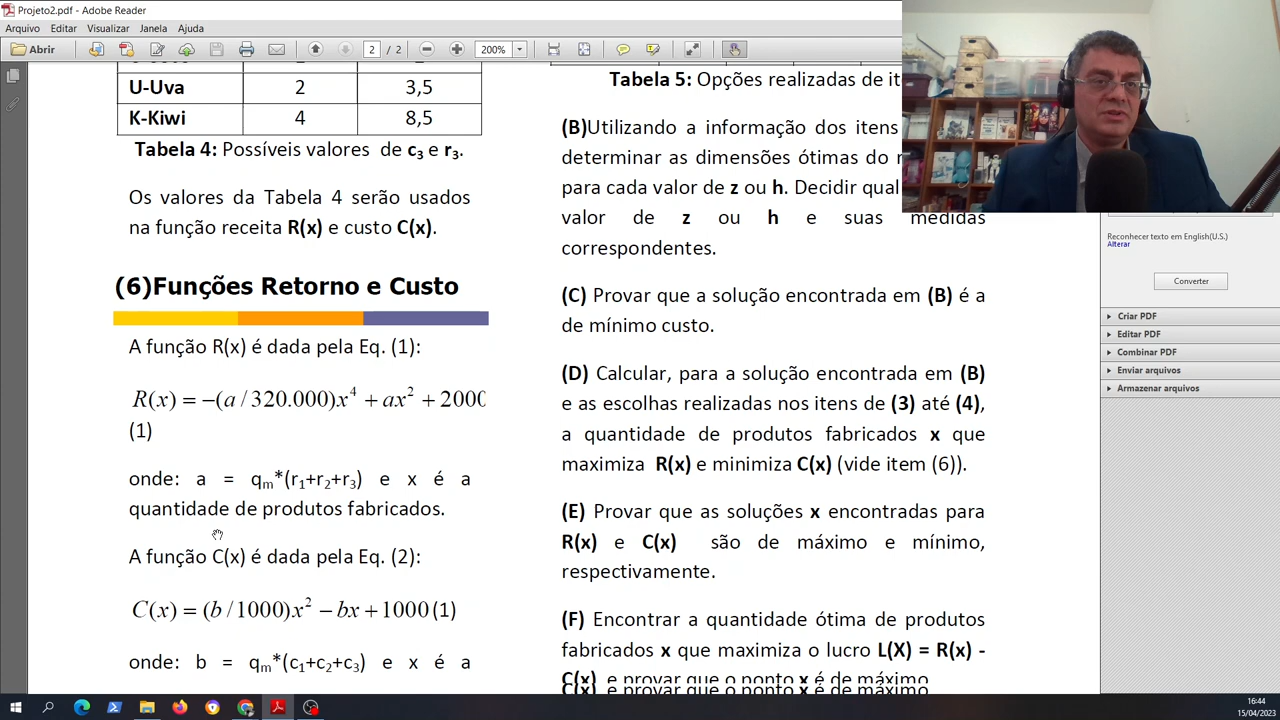 Projeto2.pdf - Adobe Reader
Arquivo Editar Visualizar Janela Ajuda
Abrir
2 / 2
200%
U-Uva 2 3,5
K-Kiwi 4 8,5
Tabela 4: Possíveis valores de c3 e r3.
Os valores da Tabela 4 serão usados
na função receita R(x) e custo C(x).
(6)Funções Retorno e Custo
A função R(x) é dada pela Eq. (1):
R(x) = −(a / 320.000)x⁴ + ax² + 2000
(1)
onde: a = qm*(r1+r2+r3) e x é a
quantidade de produtos fabricados.
A função C(x) é dada pela Eq. (2):
C(x) = (b/1000)x² − bx + 1000 (1)
onde: b = qm*(c1+c2+c3) e x é a
Tabela 5: Opções realizadas de
(B)Utilizando a informação dos itens
determinar as dimensões ótimas do
para cada valor de z ou h. Decidir qual
valor de z ou h e suas medidas
correspondentes.
(C) Provar que a solução encontrada em (B) é a
de mínimo custo.
(D) Calcular, para a solução encontrada em (B)
e as escolhas realizadas nos itens de (3) até (4),
a quantidade de produtos fabricados x que
maximiza R(x) e minimiza C(x) (vide item (6)).
(E) Provar que as soluções x encontradas para
R(x) e C(x) são de máximo e mínimo,
respectivamente.
(F) Encontrar a quantidade ótima de produtos
fabricados x que maximiza o lucro L(X) = R(x) -
C(x) e provar que o ponto x é de máximo
Reconhecer texto em English(U.S.)
Alterar
Converter
Criar PDF
Editar PDF
Combinar PDF
Enviar arquivos
Armazenar arquivos
16:44
15/04/2023